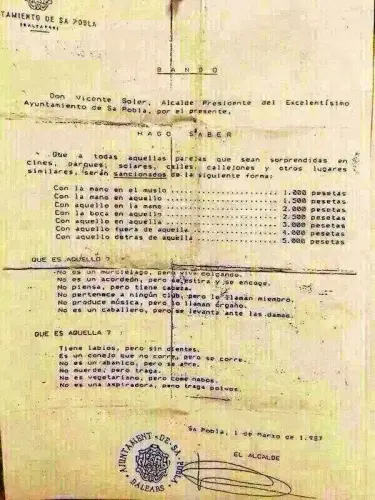 TAMIENTO DE SA POBLA
(BALEARES)
B A N D O
Don Vicente Soler, Alcalde Presidente del Excelentísimo
Ayuntamiento de Sa Pobla, por el presente,
HAGO SABER
Que a todas aquellas parejas que sean sorprendidas en
cines, parques, solares, calles, callejones y otros lugares
similares, serán sancionados de la siguiente forma:
Con la mano en el muslo ........................ 1.000 pesetas
Con la mano en aquello ......................... 1.500 pesetas
Con aquello en la mano ......................... 2.000 pesetas
Con la boca en aquello ......................... 2.500 pesetas
Con aquello en aquella ......................... 3.000 pesetas
Con aquello fuera de aquella ................... 4.000 pesetas
Con aquello detras de aquella .................. 5.000 pesetas
QUE ES AQUELLO ?
No es un murciélago, pero vive colgando.
No es un acordeón, pero se estira y se encoge.
No piensa, pero tiene cabeza.
No pertenece a ningún club, pero lo llaman miembro.
No produce música, pero lo llaman órgano.
No es un caballero, pero se levanta ante las damas.
QUE ES AQUELLA ?
Tiene labios, pero sin dientes.
Es un conejo que no corre, pero se corre.
No es un abanico, pero se abre.
No muerde, pero traga.
No es vegetariano, pero come nabos.
No es una aspiradora, pero traga polvos.
Sa Pobla, 1 de marzo de 1.987
EL ALCALDE
AJUNTAMENT DE SA POBLA
BALEARS